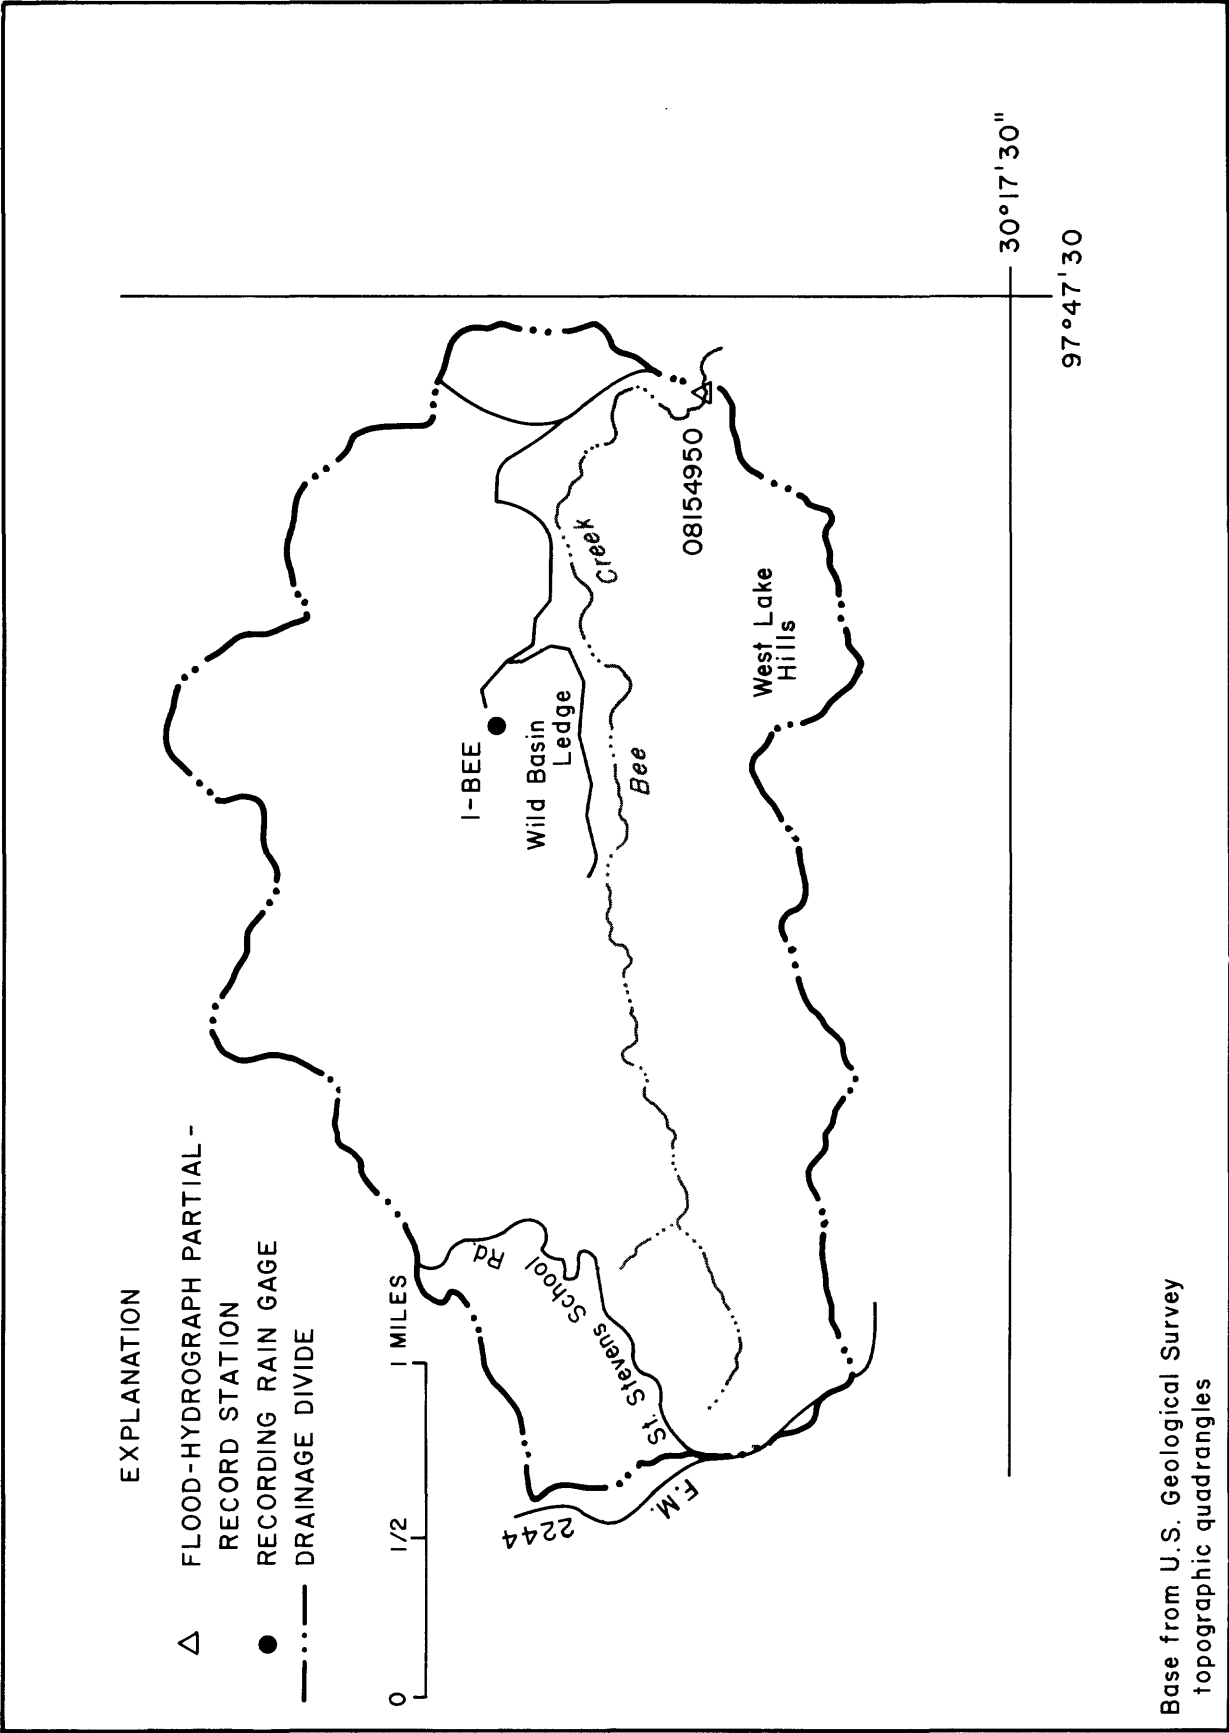 EXPLANATION
FLOOD-HYDROGRAPH PARTIAL-
RECORD STATION
RECORDING RAIN GAGE
DRAINAGE DIVIDE
0 1/2 1 MILES
2244
F.M.
St. Stevens School Rd.
1-BEE
Wild Basin
Ledge
Bee Creek
08154950
West Lake
Hills
30°17'30"
97°47'30
Base from U.S. Geological Survey
topographic quadrangles